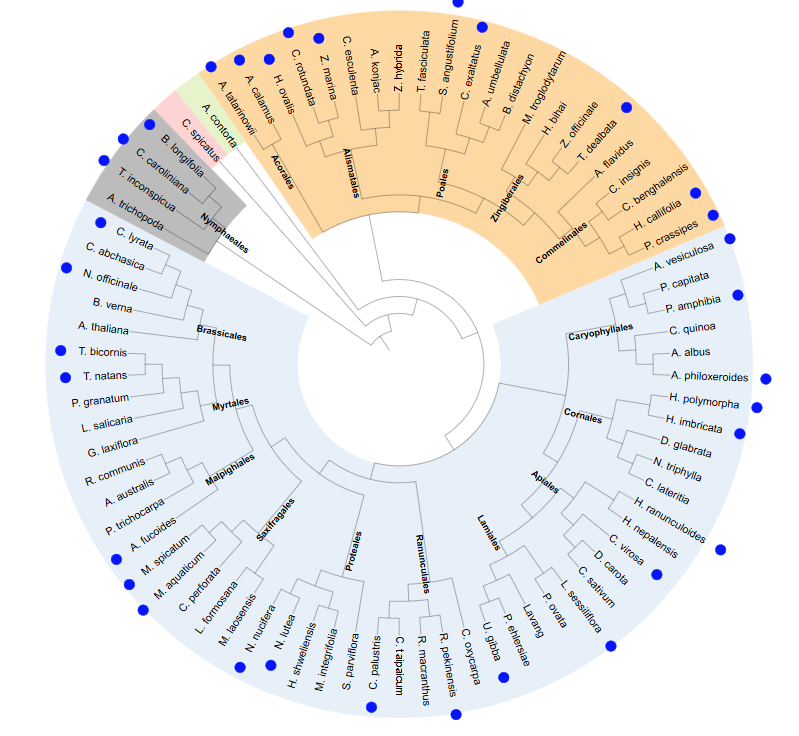 A. tatarinowii
A. calamus
H. ovalis
C. rotundata
Z. marina
C. esculenta
A. konjac
Z. hybrida
T. fasciculata
S. angustifolium
C. exaltatus
A. umbellulata
B. distachyon
M. troglodytarum
H. bihai
Z. officinale
T. dealbata
A. flavidus
C. insignis
C. benghalensis
H. callifolia
P. crassipes
A. vesiculosa
P. capitata
P. amphibia
C. quinoa
A. albus
A. philoxeroides
H. polymorpha
H. imbricata
D. glabrata
N. triphylla
C. lateritia
H. ranunculoides
H. nepalensis
C. virosa
D. carota
C. sativum
L. sessiliflora
P. ovata
Lavang
P. ehlersiae
U. gibba
C. oxycarpa
R. pekinensis
R. macranthus
C. taipaicum
C. palustris
S. parviflora
M. integrifolia
H. shweliensis
N. lutea
N. nucifera
M. laosensis
L. formosana
C. perforata
M. aquaticum
M. spicatum
A. fucoides
P. trichocarpa
A. australis
R. communis
G. laxiflora
L. salicaria
P. granatum
T. natans
T. bicornis
A. thaliana
B. verna
N. officinale
C. abchasica
C. lyrata
A. trichopoda
T. inconspicua
C. caroliniana
B. longifolia
C. spicatus
A. contorta
Acorales
Alismatales
Poales
Zingiberales
Commelinales
Caryophyllales
Cornales
Apiales
Lamiales
Ranunculales
Proteales
Saxifragales
Malpighiales
Myrtales
Brassicales
Nymphaeales